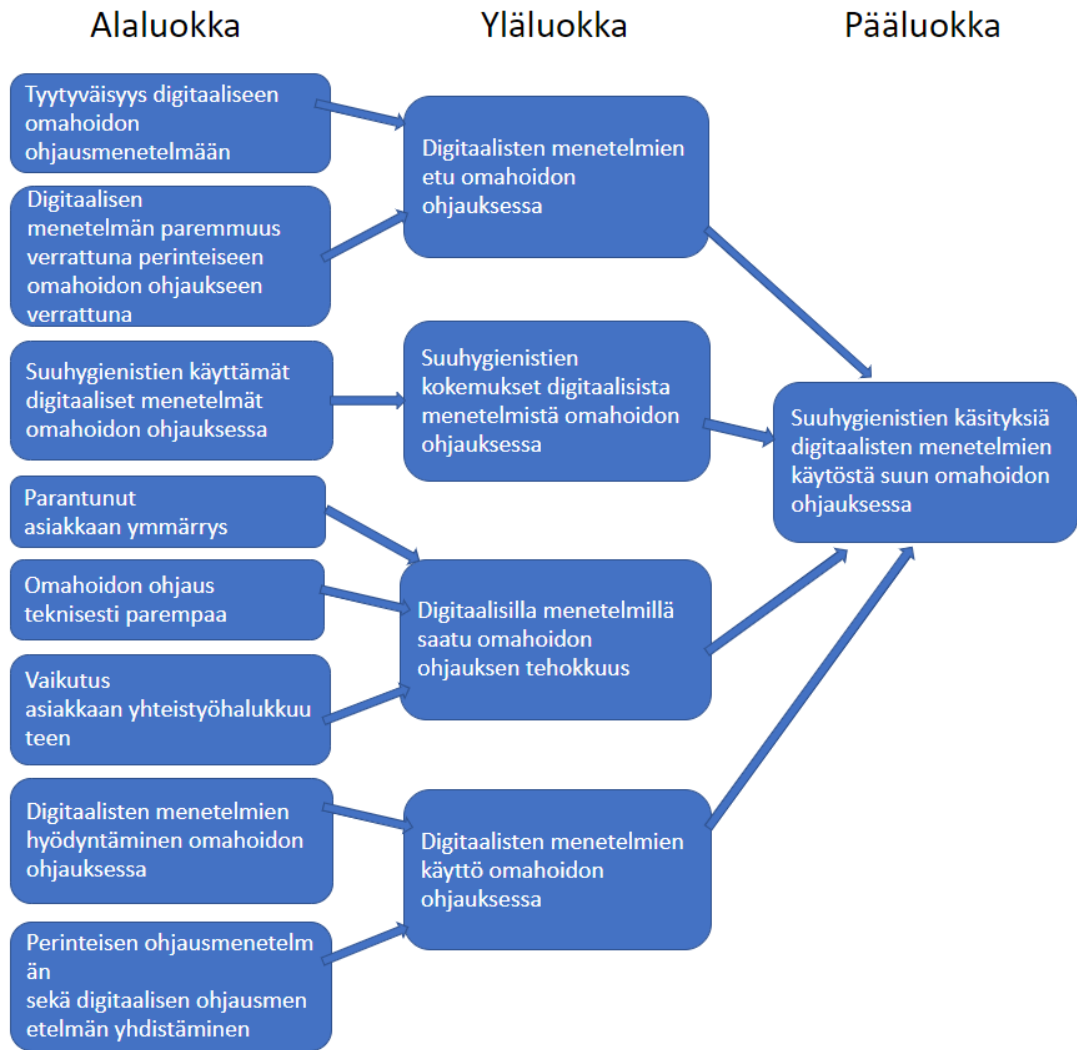 Alaluokka
Yläluokka
Pääluokka
Tyytyväisyys digitaaliseen
omahoidon
ohjausmenetelmään
Digitaalisen
menetelmän paremmuus
verrattuna perinteiseen
omahoidon ohjaukseen
verrattuna
Suuhygienistien käyttämät
digitaaliset menetelmät
omahoidon ohjauksessa
Parantunut
asiakkaan ymmärrys
Omahoidon ohjaus
teknisesti parempaa
Vaikutus
asiakkaan yhteistyöhalukkuu
teen
Digitaalisten menetelmien
hyödyntäminen omahoidon
ohjauksessa
Perinteisen ohjausmenetelm
än
sekä digitaalisen ohjausmen
etelmän yhdistäminen
Digitaalisten menetelmien
etu omahoidon
ohjauksessa
Suuhygienistien
kokemukset digitaalisista
menetelmistä omahoidon
ohjauksessa
Digitaalisilla menetelmillä
saatu omahoidon
ohjauksen tehokkuus
Digitaalisten menetelmien
käyttö omahoidon
ohjauksessa
Suuhygienistien käsityksiä
digitaalisten menetelmien
käytöstä suun omahoidon
ohjauksessa